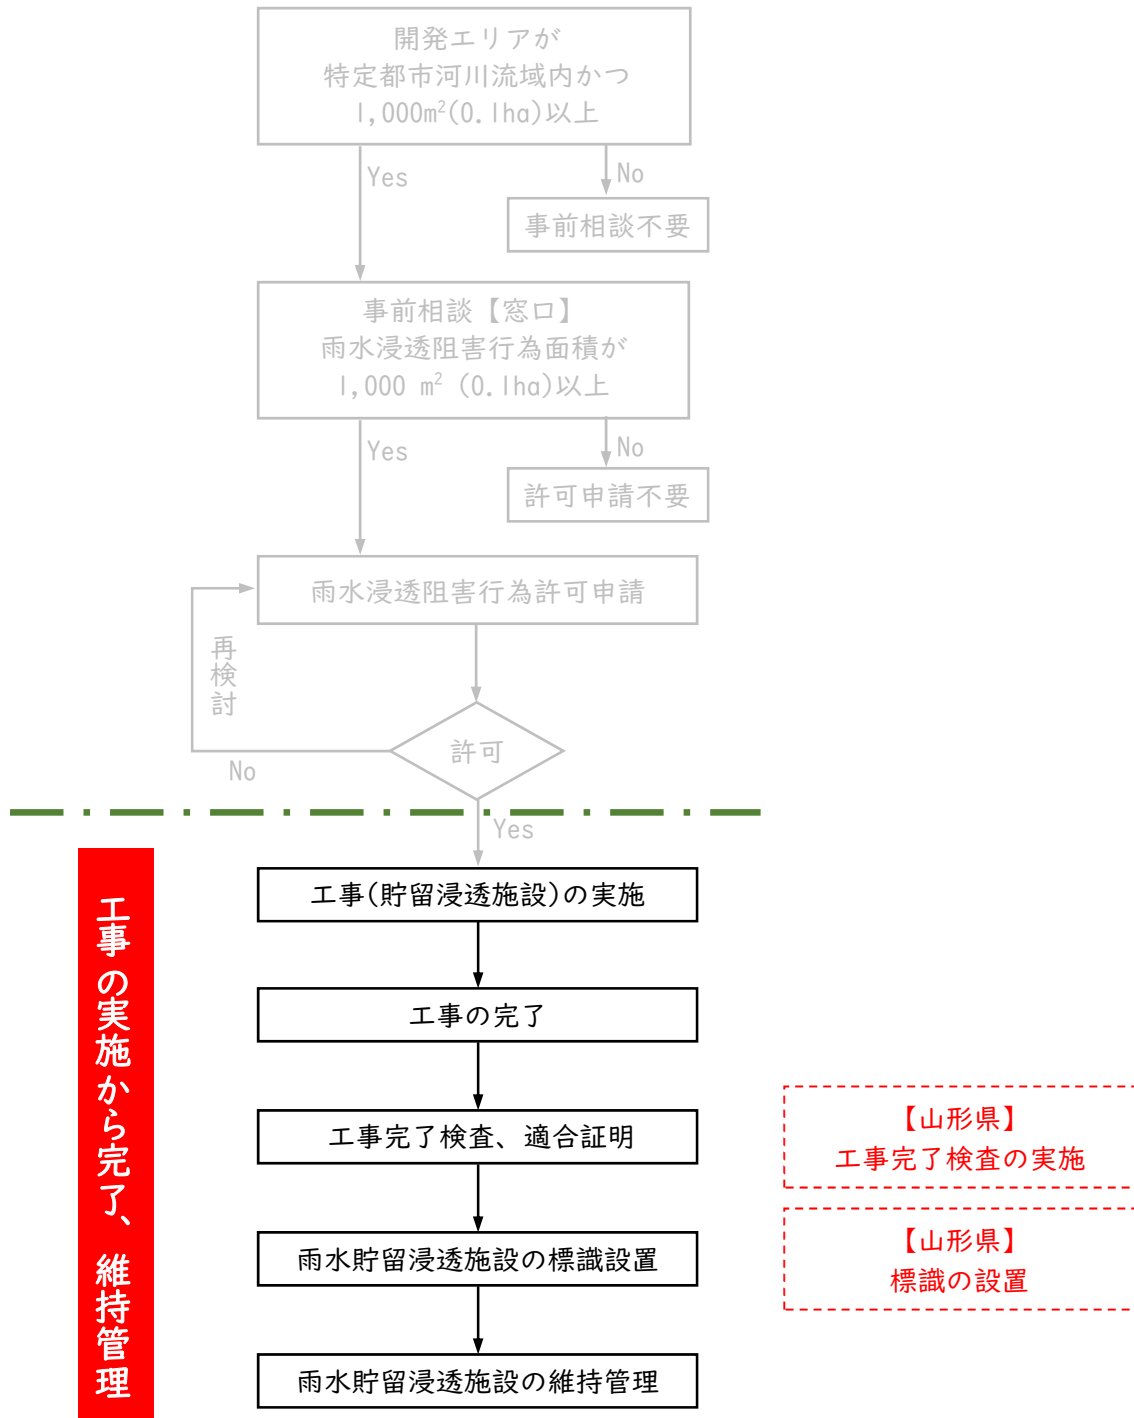 開発エリアが
特定都市河川流域内かつ
1,000m²(0.1ha)以上
Yes
No
事前相談不要
事前相談【窓口】
雨水浸透阻害行為面積が
1,000 m² (0.1ha)以上
Yes
No
許可申請不要
雨水浸透阻害行為許可申請
再検討
許可
No
Yes
工事の実施から完了、維持管理
工事(貯留浸透施設)の実施
工事の完了
工事完了検査、適合証明
【山形県】
工事完了検査の実施
雨水貯留浸透施設の標識設置
【山形県】
標識の設置
雨水貯留浸透施設の維持管理